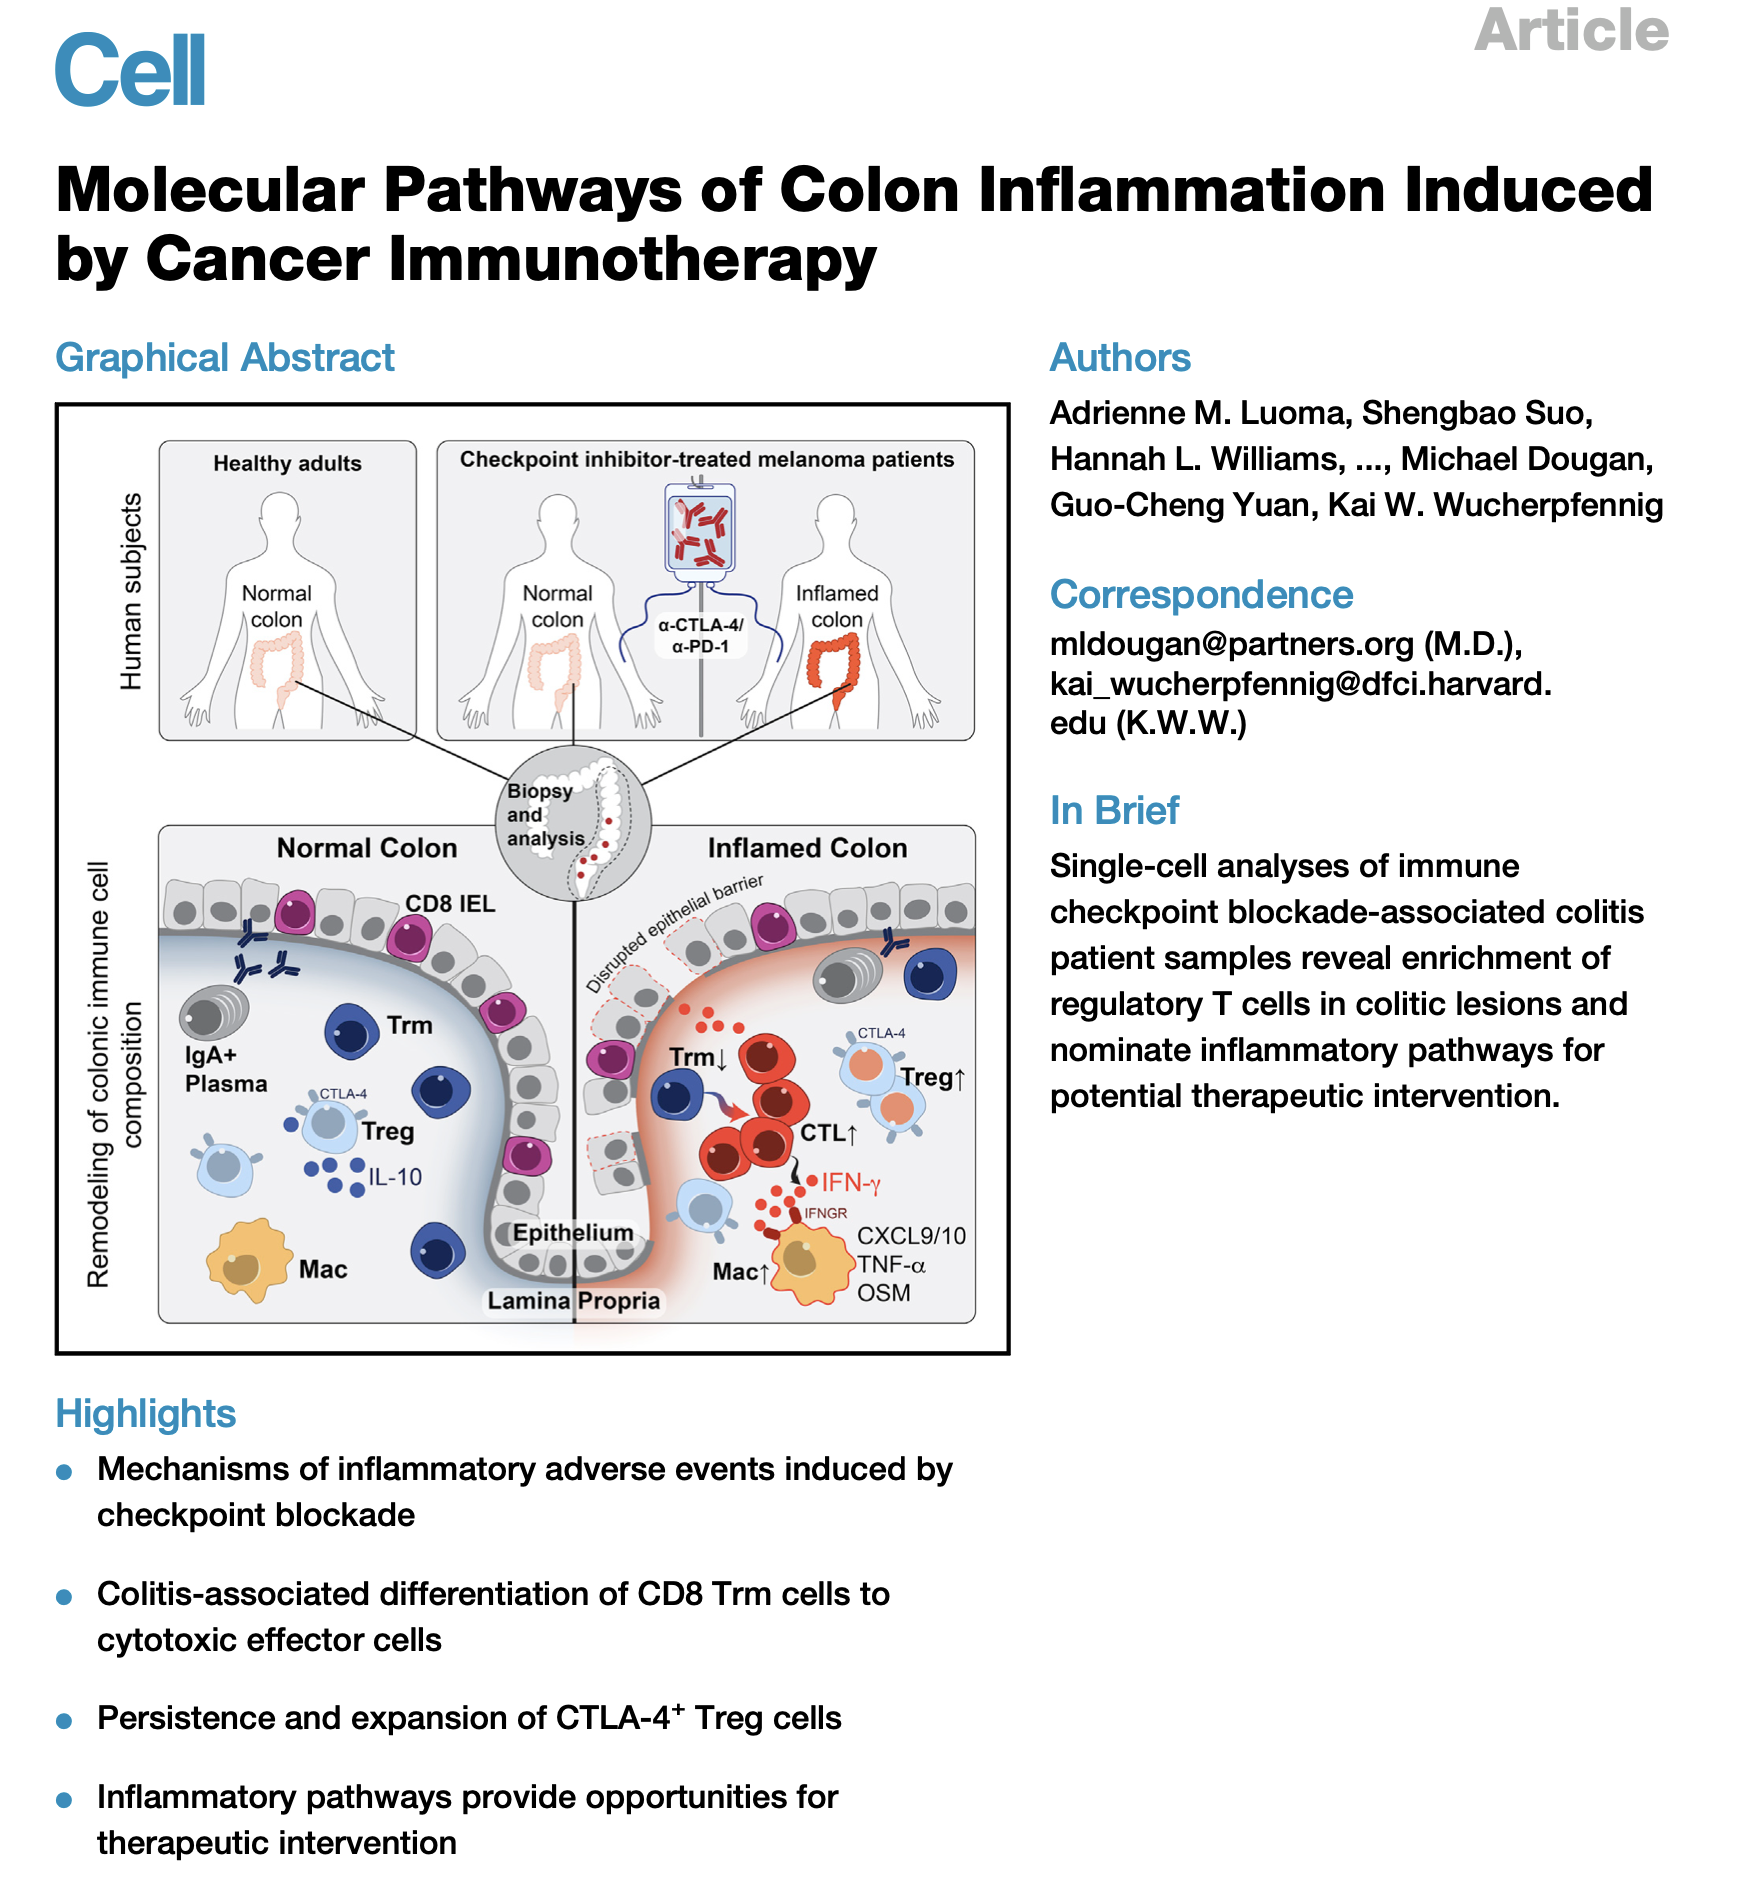 Article
Cell
Molecular Pathways of Colon Inflammation Induced
by Cancer Immunotherapy
Graphical Abstract
Human subjects
Healthy adults
Normal
colon
Checkpoint inhibitor-treated melanoma patients
Normal
colon
α-CTLA-4/
α-PD-1
Inflamed
colon
Biopsy
and
analysis
Remodeling of colonic immune cell
composition
Normal Colon
CD8 IEL
IgA+
Plasma
Trm
CTLA-4
Treg
IL-10
Mac
Epithelium
Lamina Propria
Inflamed Colon
Disrupted epithelial barrier
Trm↓
CTLA-4
Treg↑
CTL↑
IFN-γ
IFNGR
Mac↑
CXCL9/10
TNF-α
OSM
Authors
Adrienne M. Luoma, Shengbao Suo,
Hannah L. Williams, ..., Michael Dougan,
Guo-Cheng Yuan, Kai W. Wucherpfennig
Correspondence
mldougan@partners.org (M.D.),
kai_wucherpfennig@dfci.harvard.
edu (K.W.W.)
In Brief
Single-cell analyses of immune
checkpoint blockade-associated colitis
patient samples reveal enrichment of
regulatory T cells in colitic lesions and
nominate inflammatory pathways for
potential therapeutic intervention.
Highlights
● Mechanisms of inflammatory adverse events induced by
checkpoint blockade
● Colitis-associated differentiation of CD8 Trm cells to
cytotoxic effector cells
● Persistence and expansion of CTLA-4⁺ Treg cells
● Inflammatory pathways provide opportunities for
therapeutic intervention